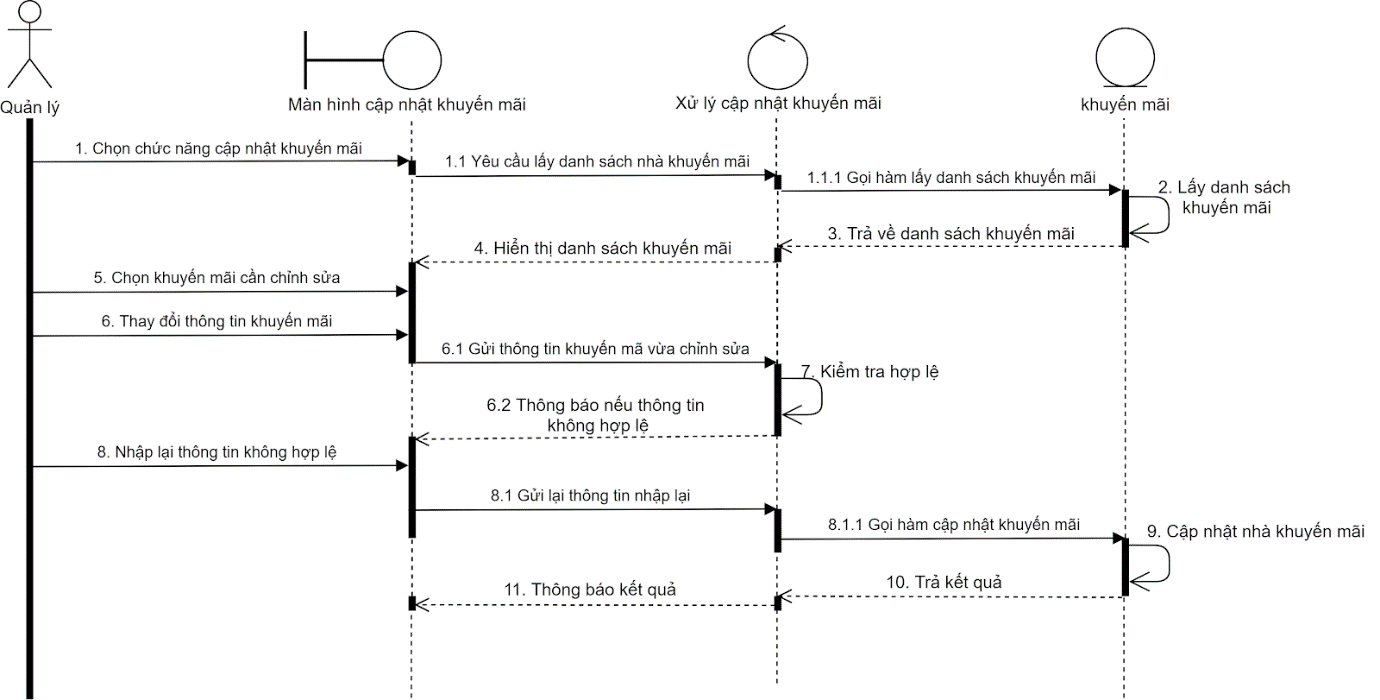 Quản lý
Màn hình cập nhật khuyến mãi
Xử lý cập nhật khuyến mãi
khuyến mãi
1. Chọn chức năng cập nhật khuyến mãi
1.1 Yêu cầu lấy danh sách nhà khuyến mãi
1.1.1 Gọi hàm lấy danh sách khuyến mãi
2. Lấy danh sách
khuyến mãi
3. Trả về danh sách khuyến mãi
4. Hiển thị danh sách khuyến mãi
5. Chọn khuyến mãi cần chỉnh sửa
6. Thay đổi thông tin khuyến mãi
6.1 Gửi thông tin khuyến mã vừa chỉnh sửa
7. Kiểm tra hợp lệ
6.2 Thông báo nếu thông tin
không hợp lệ
8. Nhập lại thông tin không hợp lệ
8.1 Gửi lại thông tin nhập lại
8.1.1 Gọi hàm cập nhật khuyến mãi
9. Cập nhật nhà khuyến mãi
10. Trả kết quả
11. Thông báo kết quả